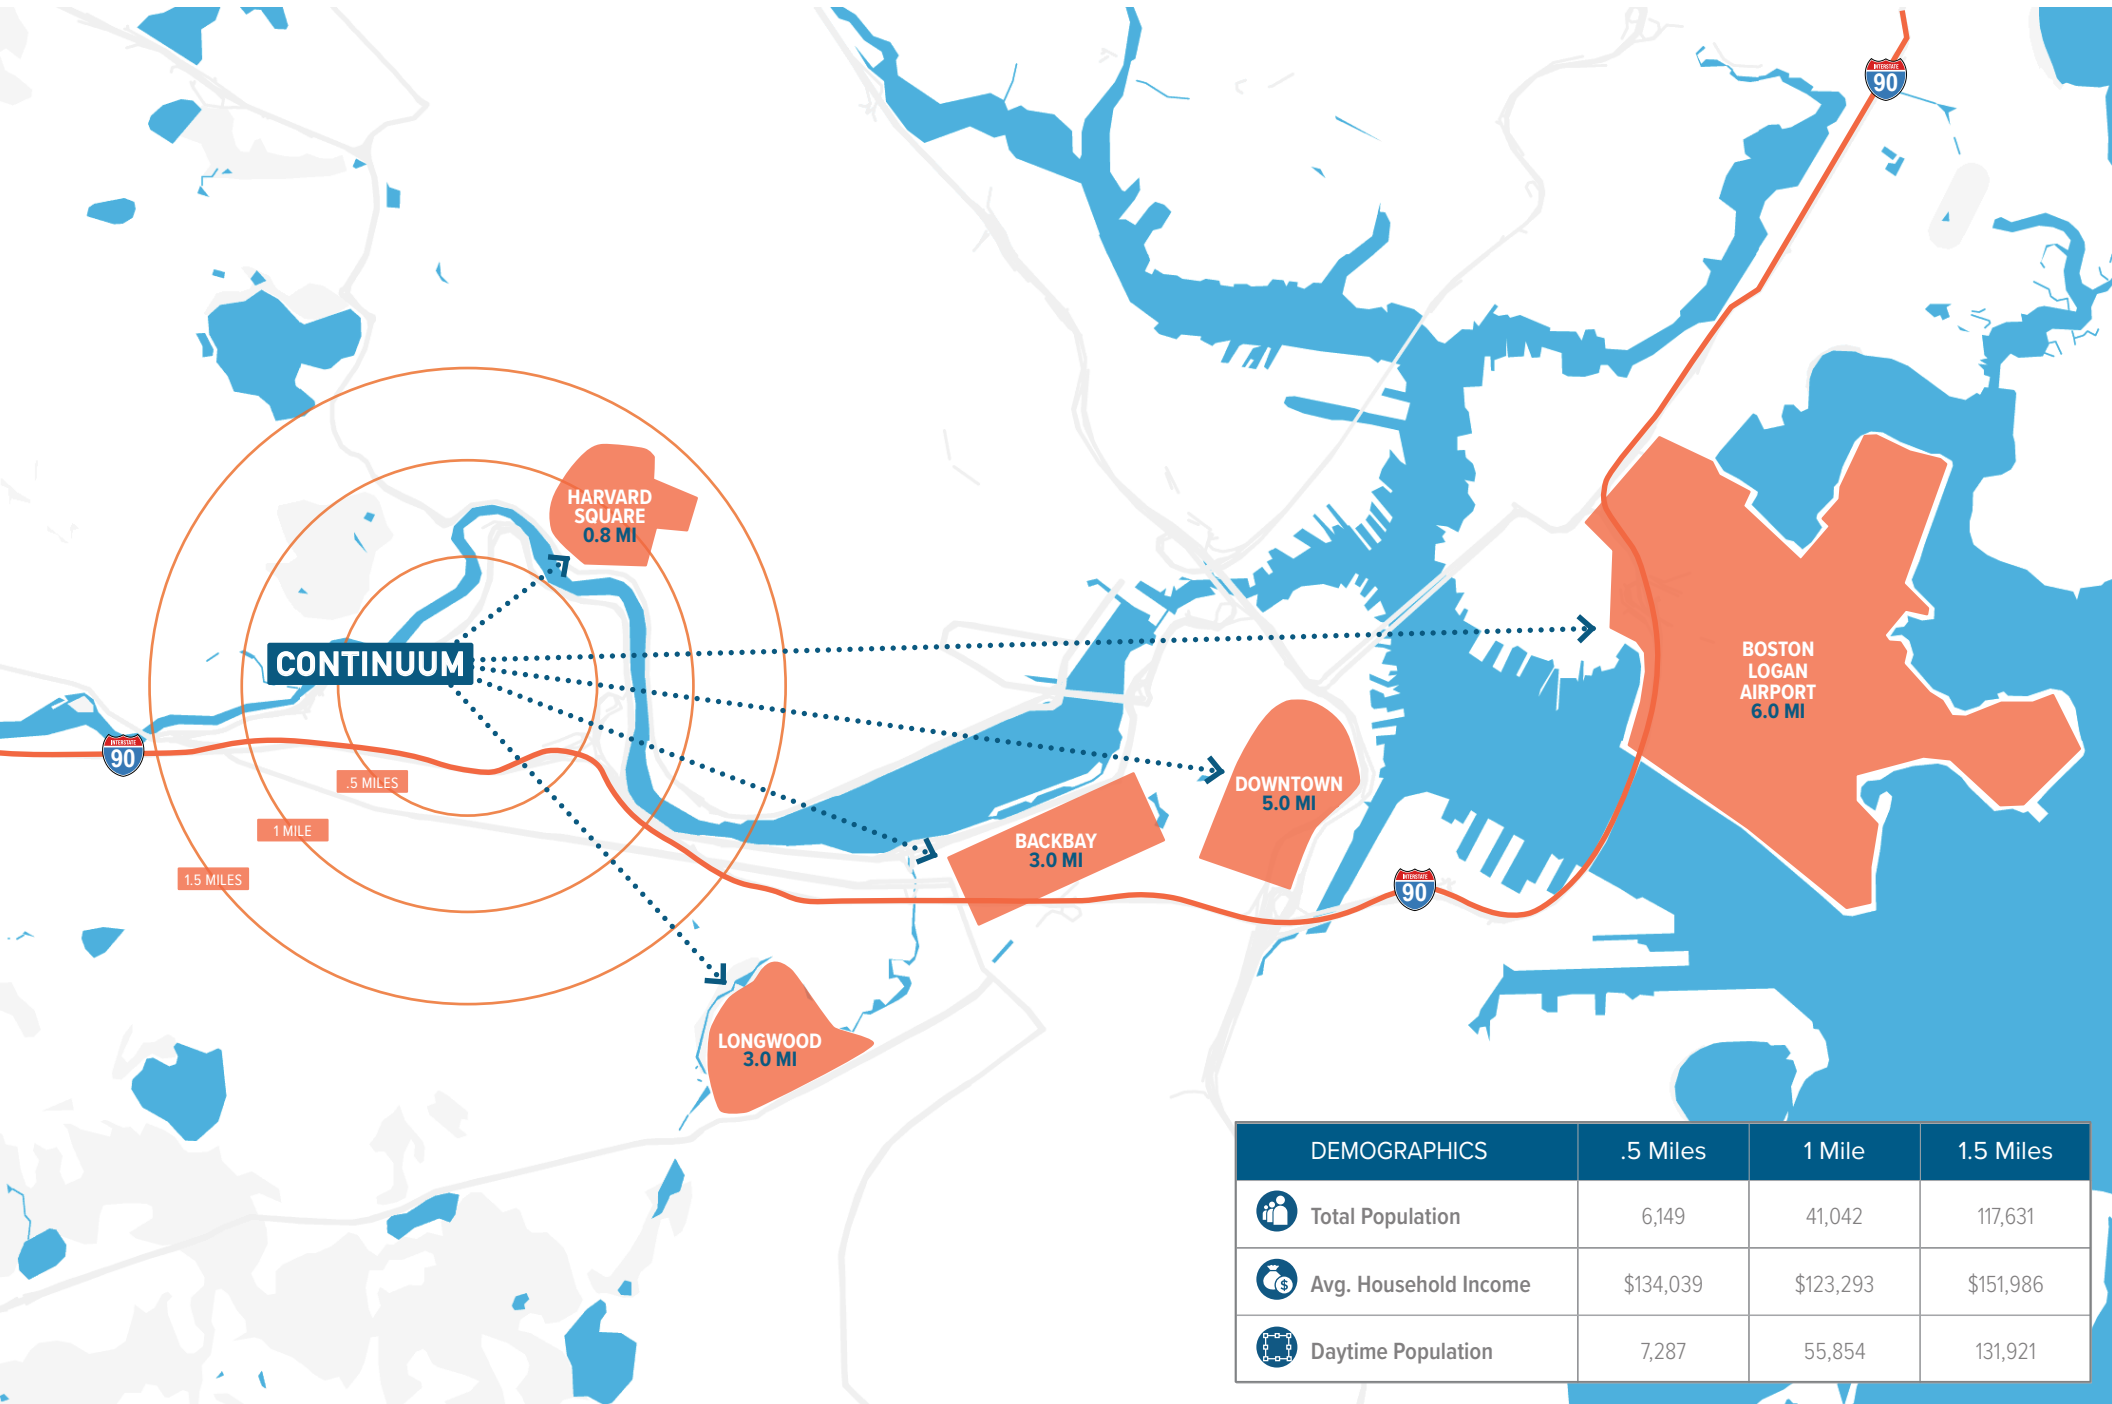 INTERSTATE
90
HARVARD
SQUARE
0.8 MI
CONTINUUM
BOSTON
LOGAN
AIRPORT
6.0 MI
INTERSTATE
90
.5 MILES
DOWNTOWN
5.0 MI
1 MILE
BACKBAY
3.0 MI
1.5 MILES
INTERSTATE
90
LONGWOOD
3.0 MI
DEMOGRAPHICS .5 Miles 1 Mile 1.5 Miles
Total Population 6,149 41,042 117,631
$
Avg. Household Income $134,039 $123,293 $151,986
Daytime Population 7,287 55,854 131,921